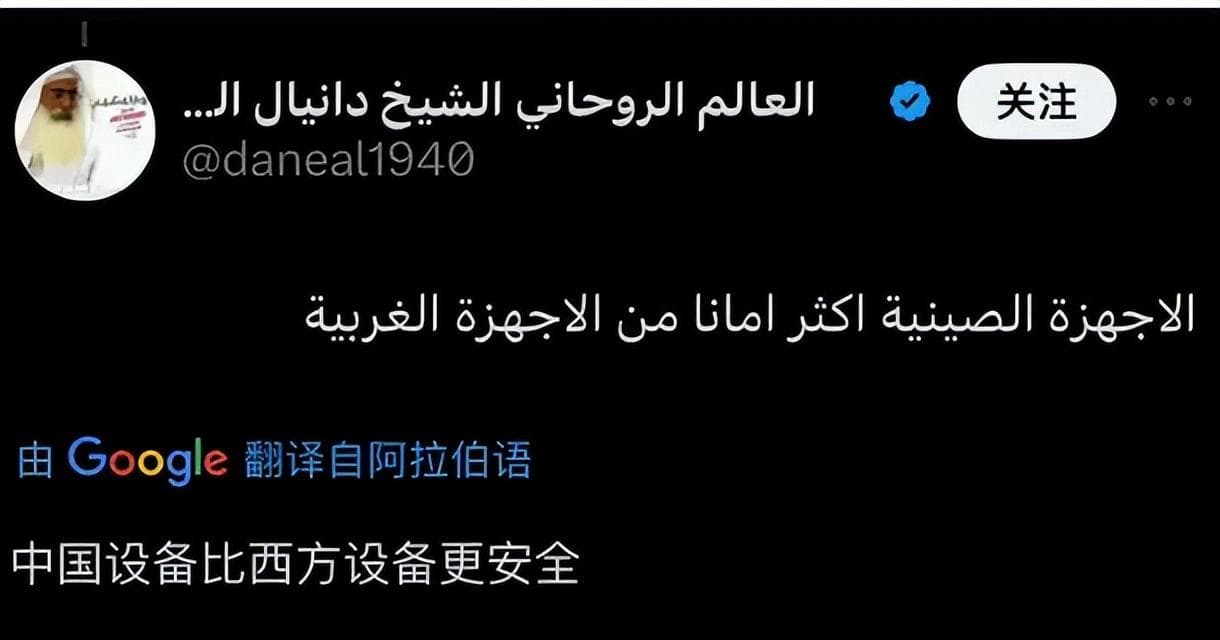 العالم الروحاني الشيخ دانيال ال...
关注
@daneal1940
الاجهزة الصينية اكثر امانا من الاجهزة الغربية
由 Google 翻译自阿拉伯语
中国设备比西方设备更安全